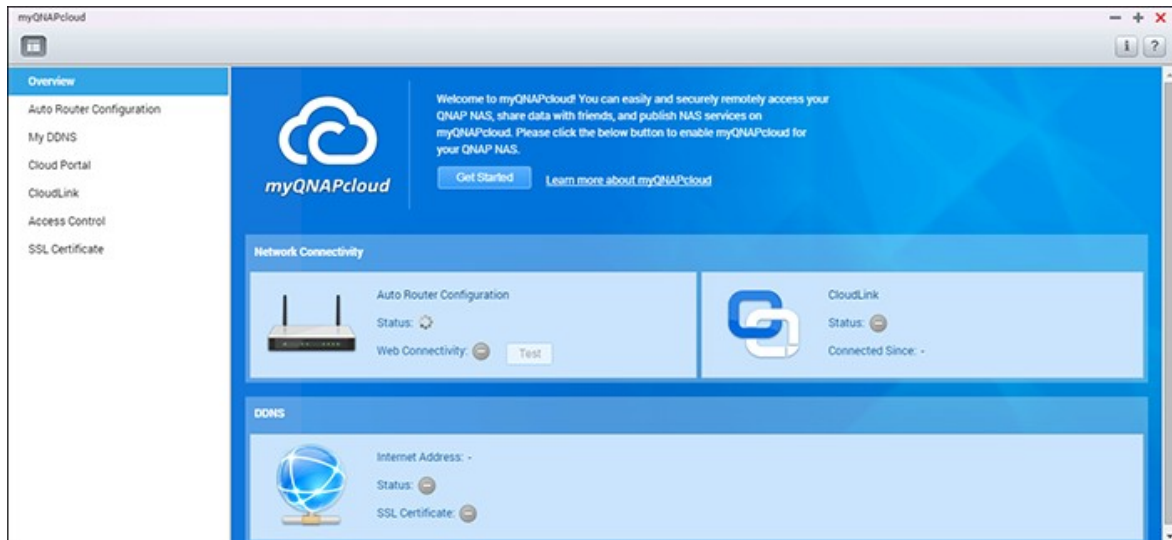 myQNAPcloud
Overview
Auto Router Configuration
My DDNS
Cloud Portal
CloudLink
Access Control
SSL Certificate
myQNAPcloud
Welcome to myQNAPcloud! You can easily and securely remotely access your
QNAP NAS, share data with friends, and publish NAS services on
myQNAPcloud. Please click the below button to enable myQNAPcloud for
your QNAP NAS.
Get Started
Learn more about myQNAPcloud
Network Connectivity
Auto Router Configuration
Status:
Web Connectivity:
Test
CloudLink
Status:
Connected Since: -
DDNS
Internet Address: -
Status:
SSL Certificate: